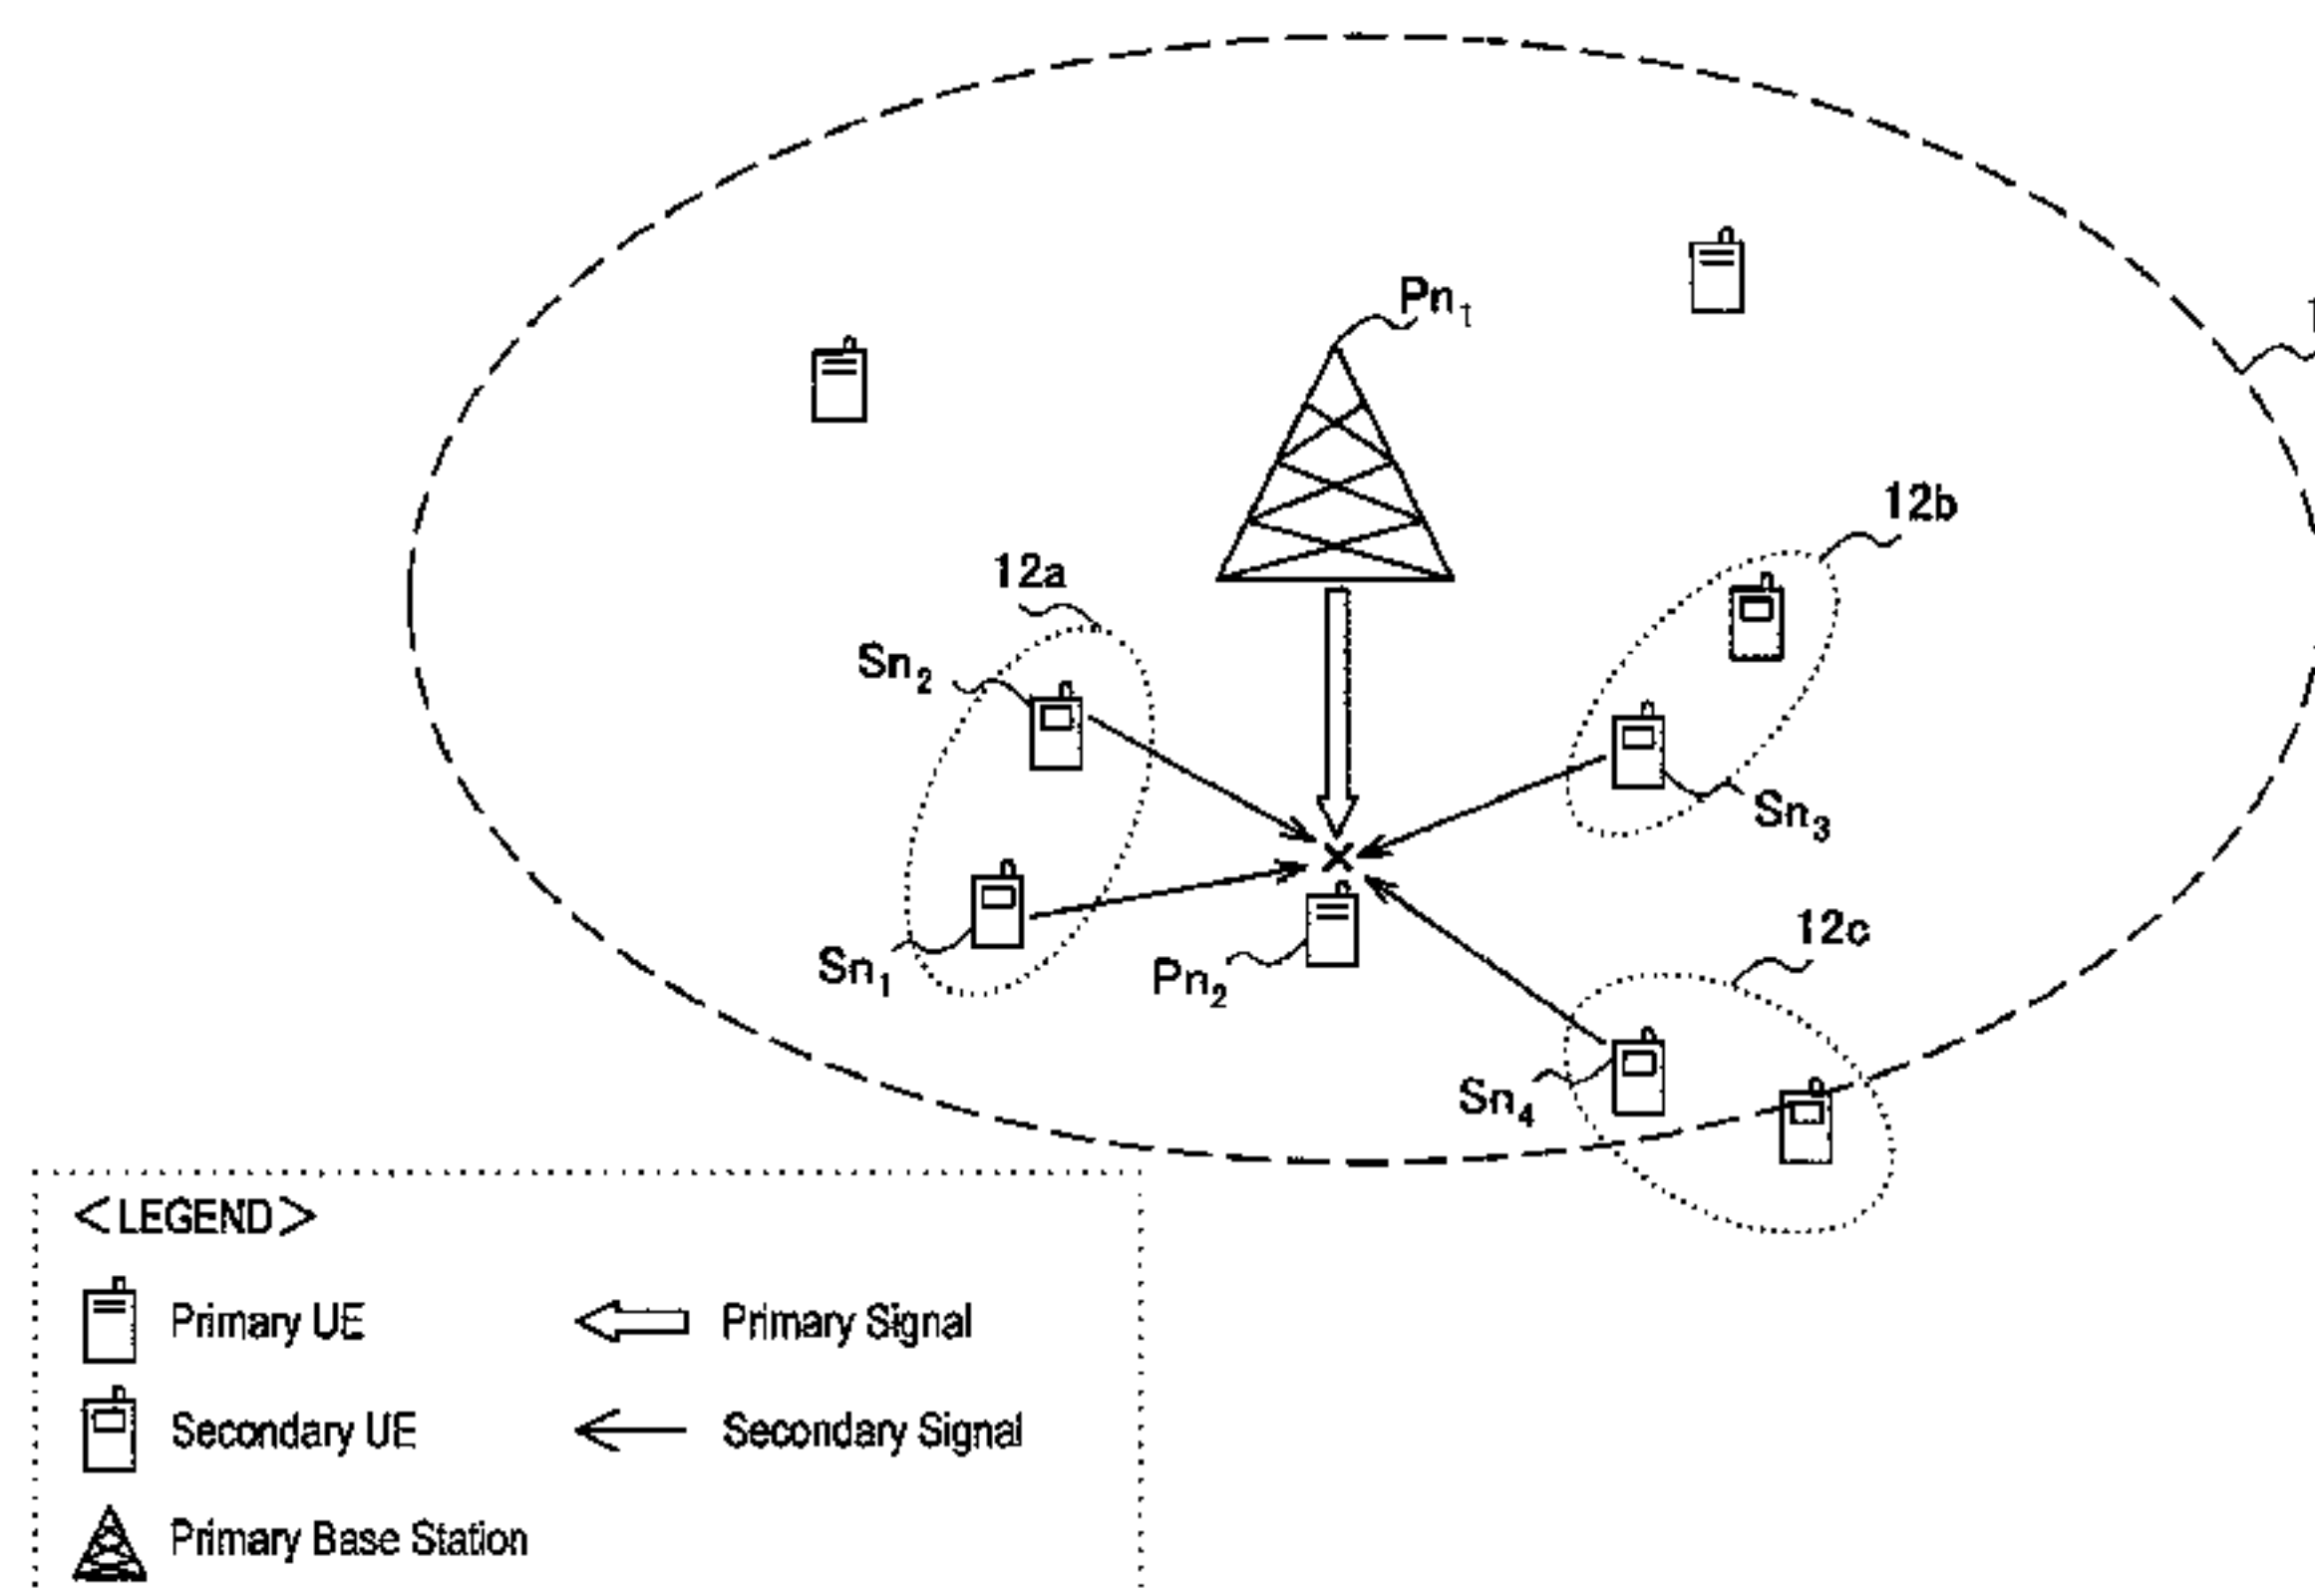 Pn1
12b
12a
Sn2
Sn3
12c
Sn1
Pn2
Sn4
<LEGEND>
Primary UE
Primary Signal
Secondary UE
Secondary Signal
Primary Base Station